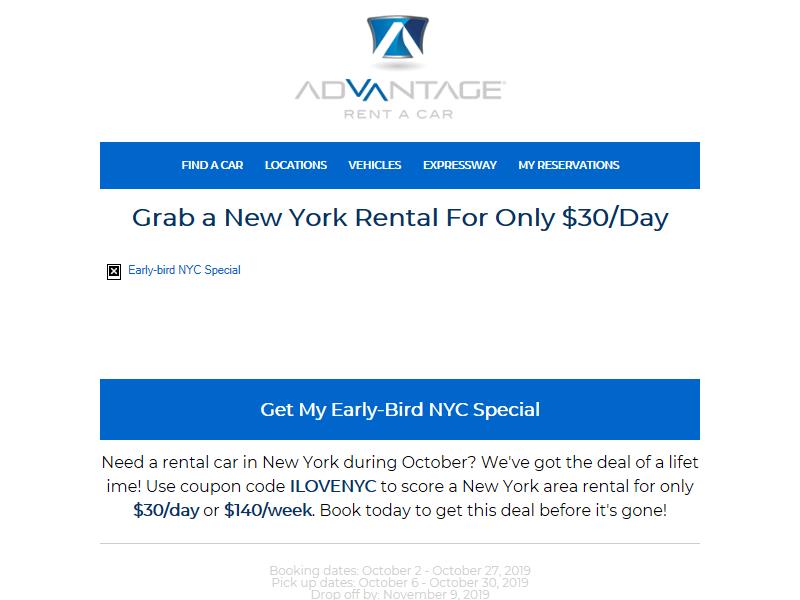 ADVANTAGE
RENT A CAR
FIND A CAR LOCATIONS VEHICLES EXPRESSWAY MY RESERVATIONS
Grab a New York Rental For Only $30/Day
Early-bird NYC Special
Get My Early-Bird NYC Special
Need a rental car in New York during October? We've got the deal of a lifet
ime! Use coupon code ILOVENYC to score a New York area rental for only
$30/day or $140/week. Book today to get this deal before it's gone!
Booking dates: October 2 - October 27, 2019
Pick up dates: October 6 - October 30, 2019
Drop off by: November 9, 2019